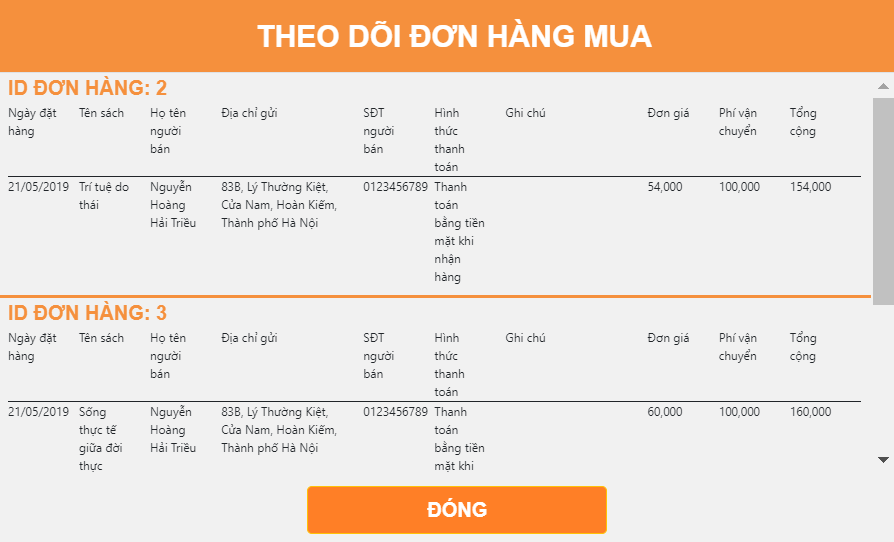 THEO DÕI ĐƠN HÀNG MUA
ID ĐƠN HÀNG: 2
Ngày đặt hàng
Tên sách
Họ tên người bán
Địa chỉ gửi
SĐT người bán
Hình thức thanh toán
Ghi chú
Đơn giá
Phí vận chuyển
Tổng cộng
21/05/2019
Trí tuệ do thái
Nguyễn Hoàng Hải Triều
83B, Lý Thường Kiệt, Cửa Nam, Hoàn Kiếm, Thành phố Hà Nội
0123456789
Thanh toán bằng tiền mặt khi nhận hàng
54,000
100,000
154,000
ID ĐƠN HÀNG: 3
Ngày đặt hàng
Tên sách
Họ tên người bán
Địa chỉ gửi
SĐT người bán
Hình thức thanh toán
Ghi chú
Đơn giá
Phí vận chuyển
Tổng cộng
21/05/2019
Sống thực tế giữa đời thực
Nguyễn Hoàng Hải Triều
83B, Lý Thường Kiệt, Cửa Nam, Hoàn Kiếm, Thành phố Hà Nội
0123456789
Thanh toán bằng tiền mặt khi
60,000
100,000
160,000
ĐÓNG